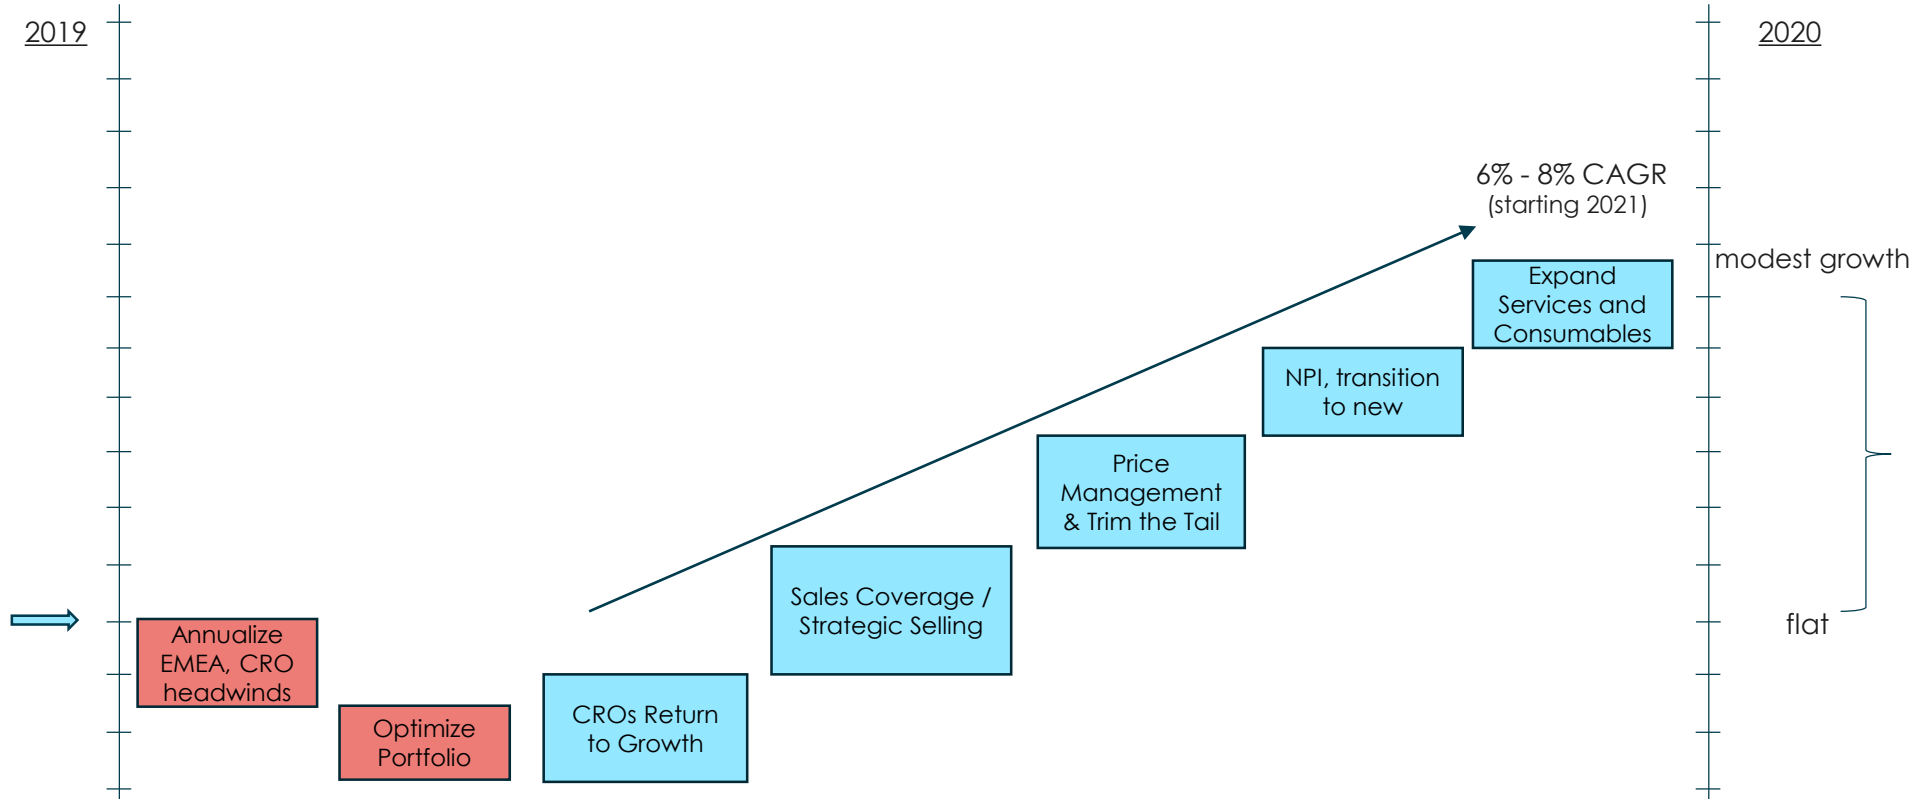 2019
2020
6% - 8% CAGR
(starting 2021)
modest growth
Expand
Services and
Consumables
NPI, transition
to new
Price
Management
& Trim the Tail
Sales Coverage /
Strategic Selling
flat
Annualize
EMEA, CRO
headwinds
CROs Return
to Growth
Optimize
Portfolio